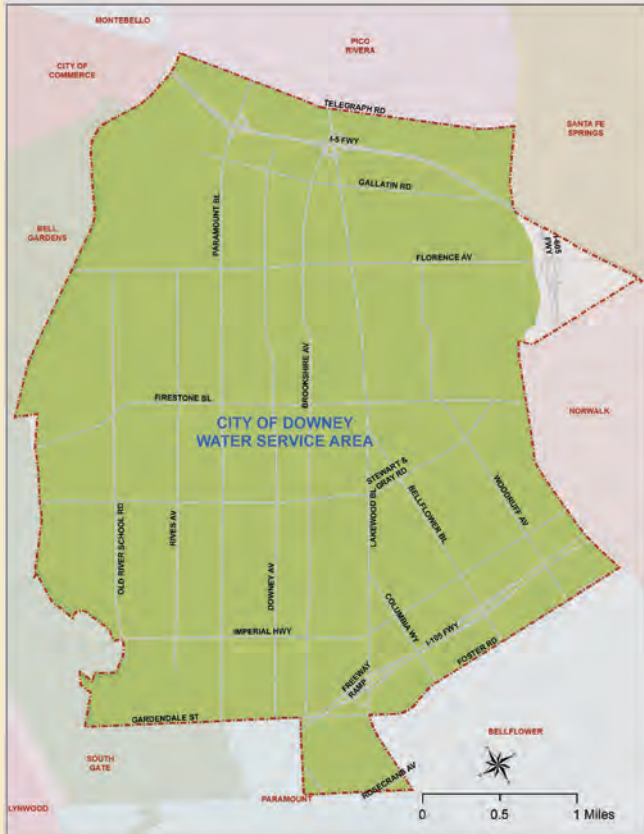 MONTEBELLO
PICO
RIVERA
CITY OF
COMMERCE
TELEGRAPH RD
SANTA FE
SPRINGS
I-5 FWY
GALLATIN RD
BELL
GARDENS
PARAMOUNT BL
I-605
FWY
FLORENCE AV
BROOKSHIRE AV
FIRESTONE BL
NORWALK
CITY OF DOWNEY
WATER SERVICE AREA
STEWART &
GRAY RD
WOODRUFF AV
BELLFLOWER BL
LAKEWOOD BL
OLD RIVER SCHOOL RD
RIVES AV
DOWNEY AV
COLUMBIA WY
IMPERIAL HWY
I-105 FWY
FOSTER RD
FREEWAY
RAMP
GARDENDALE ST
BELLFLOWER
SOUTH
GATE
ROSECRANS AV
PARAMOUNT
LYNWOOD
0 0.5 1 Miles